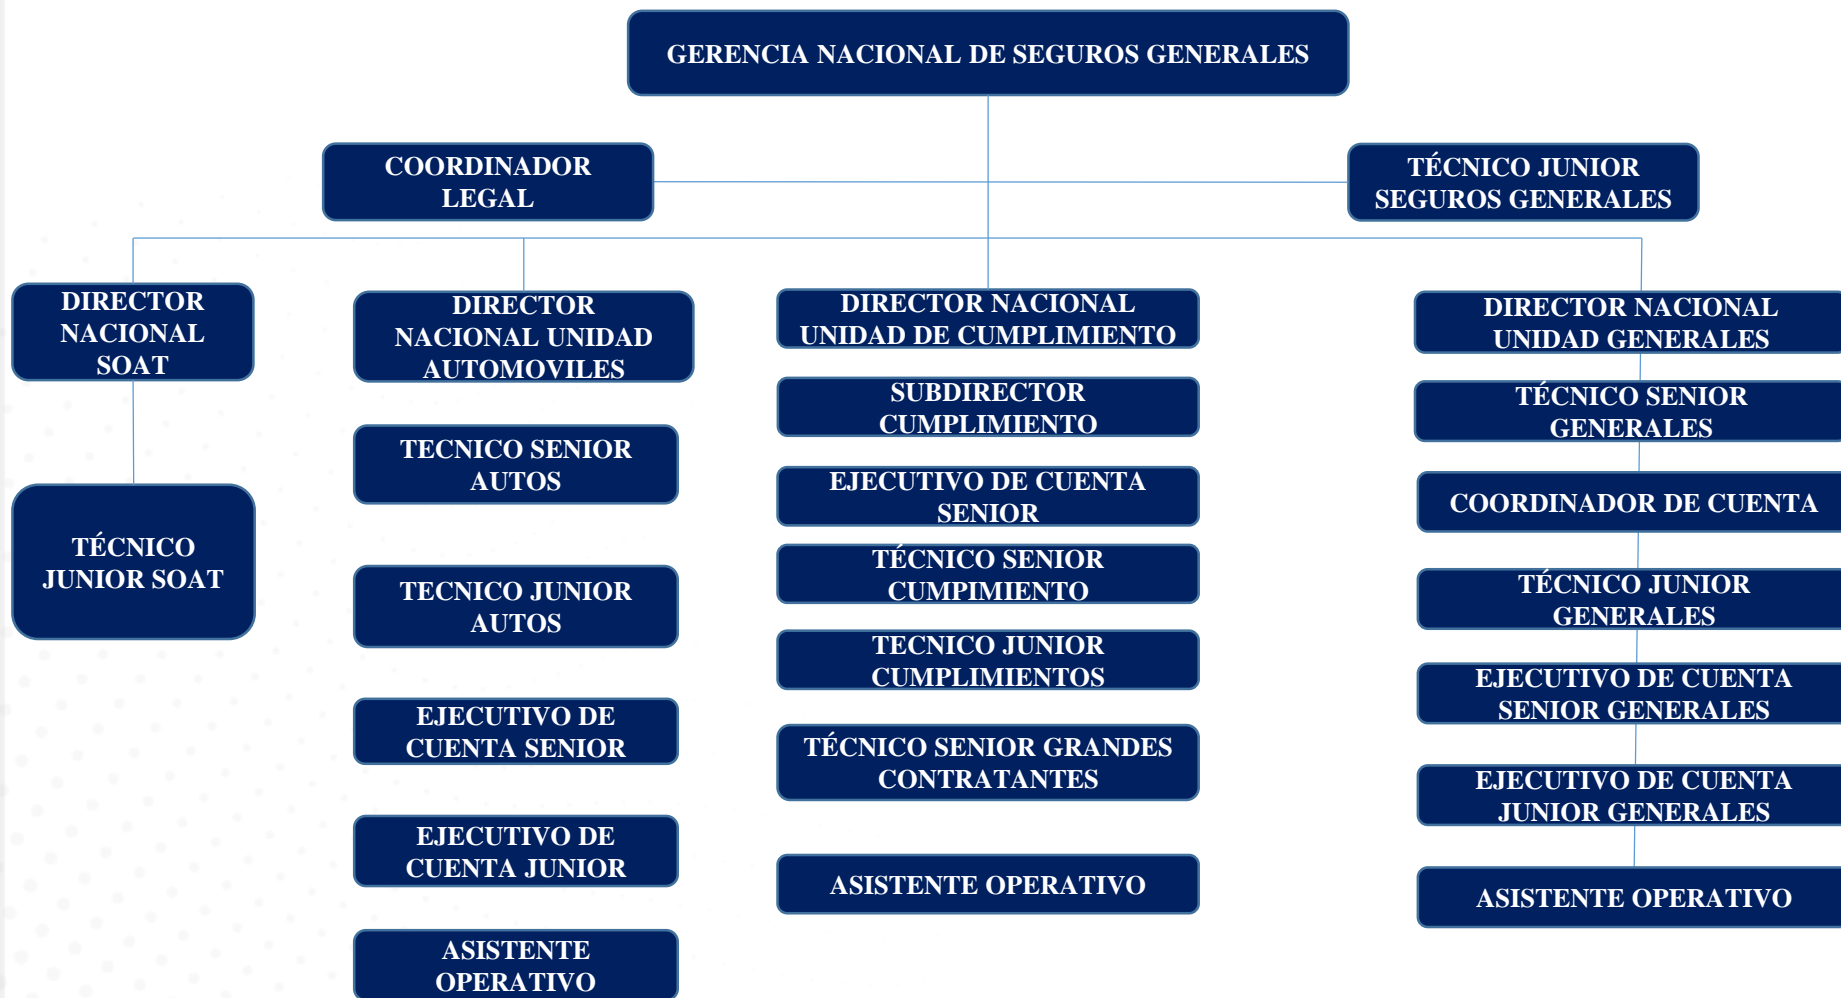 GERENCIA NACIONAL DE SEGUROS GENERALES
COORDINADOR
LEGAL
TÉCNICO JUNIOR
SEGUROS GENERALES
DIRECTOR
NACIONAL
SOAT
TÉCNICO
JUNIOR SOAT
DIRECTOR
NACIONAL UNIDAD
AUTOMOVILES
TECNICO SENIOR
AUTOS
TECNICO JUNIOR
AUTOS
EJECUTIVO DE
CUENTA SENIOR
EJECUTIVO DE
CUENTA JUNIOR
ASISTENTE
OPERATIVO
DIRECTOR NACIONAL
UNIDAD DE CUMPLIMIENTO
SUBDIRECTOR
CUMPLIMIENTO
EJECUTIVO DE CUENTA
SENIOR
TÉCNICO SENIOR
CUMPIMIENTO
TECNICO JUNIOR
CUMPLIMIENTOS
TÉCNICO SENIOR GRANDES
CONTRATANTES
ASISTENTE OPERATIVO
DIRECTOR NACIONAL
UNIDAD GENERALES
TÉCNICO SENIOR
GENERALES
COORDINADOR DE CUENTA
TÉCNICO JUNIOR
GENERALES
EJECUTIVO DE CUENTA
SENIOR GENERALES
EJECUTIVO DE CUENTA
JUNIOR GENERALES
ASISTENTE OPERATIVO